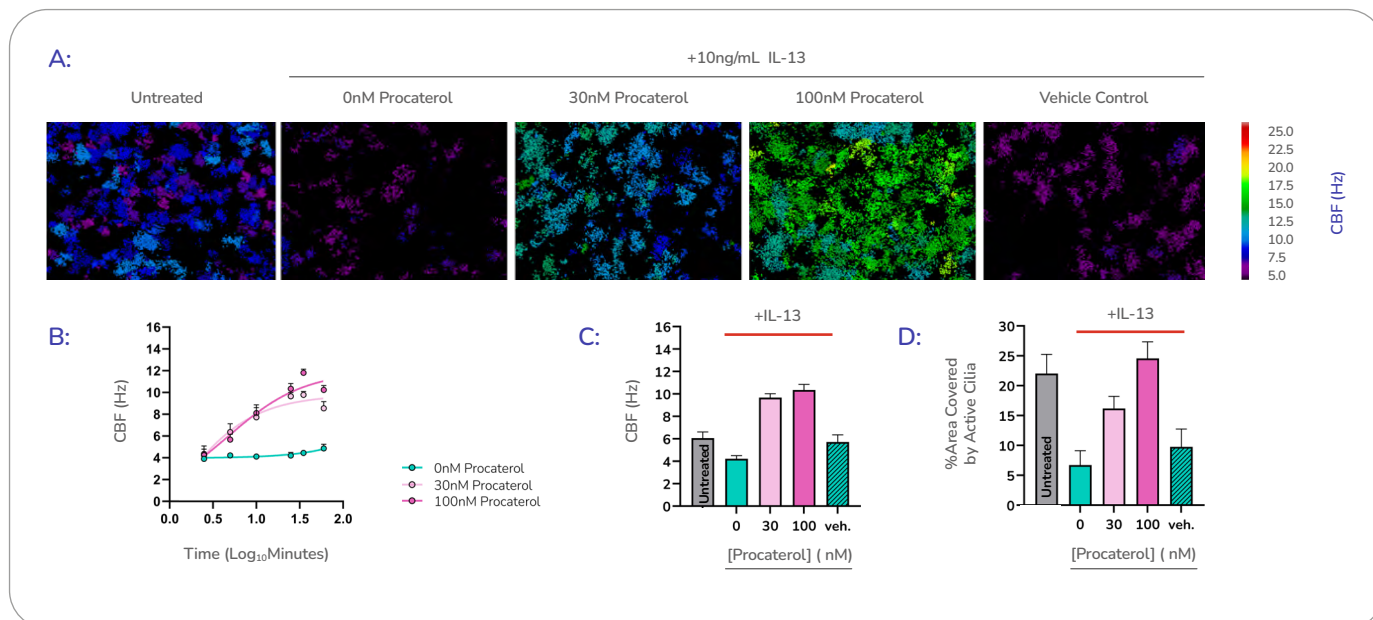 A:
+10ng/mL IL-13
Untreated
0nM Procaterol
30nM Procaterol
100nM Procaterol
Vehicle Control
25.0
22.5
20.0
17.5
15.0
12.5
10.0
7.5
5.0
CBF (Hz)
B:
16
14
12
10
8
6
4
2
0
0.0
0.5
1.0
1.5
2.0
CBF (Hz)
Time (Log₁₀Minutes)
0nM Procaterol
30nM Procaterol
100nM Procaterol
C:
+IL-13
16
14
12
10
8
6
4
2
0
CBF (Hz)
Untreated
0
30
100
veh.
[Procaterol] ( nM)
D:
+IL-13
30
25
20
15
10
5
0
%Area Covered
by Active Cilia
Untreated
0
30
100
veh.
[Procaterol] ( nM)